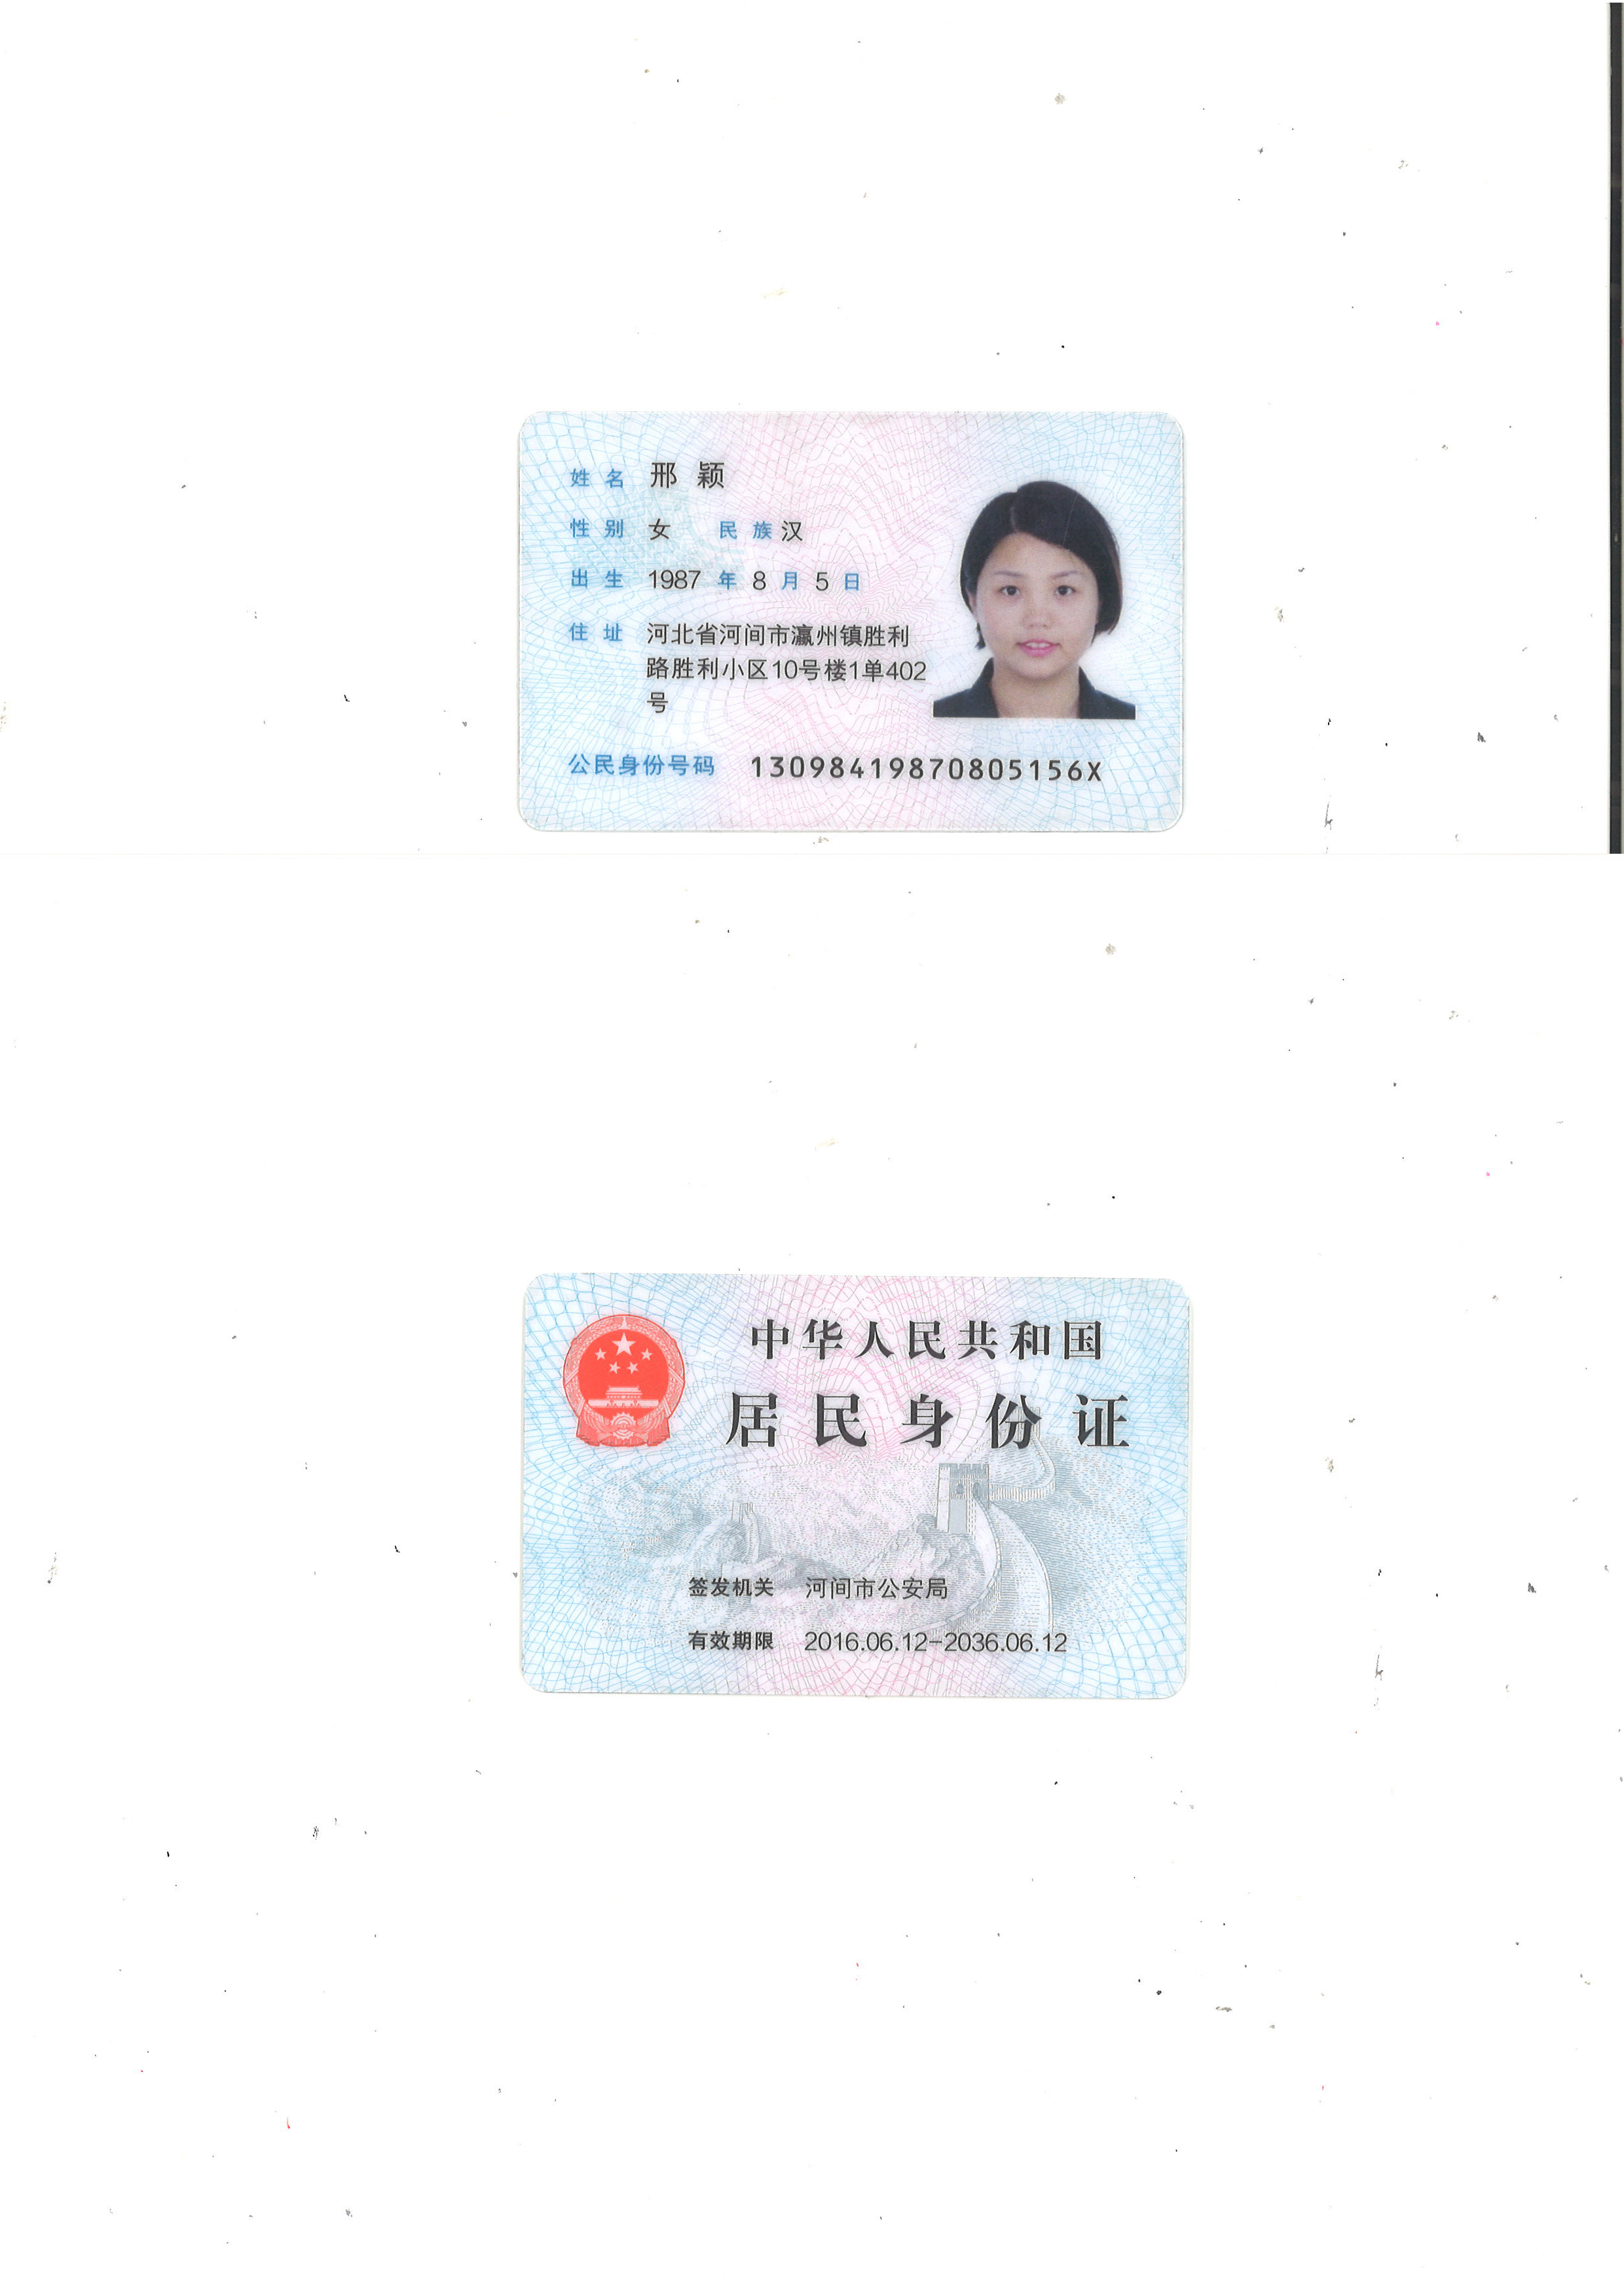 姓名 邢颖
性别 女 民族 汉
出生 1987 年 8 月 5 日
住址 河北省河间市瀛州镇胜利
路胜利小区10号楼1单402
号
公民身份号码 13098419870805156X
中华人民共和国
居民身份证
签发机关 河间市公安局
有效期限 2016.06.12-2036.06.12